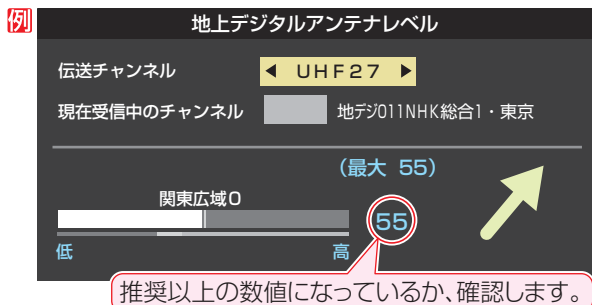 例
地上デジタルアンテナレベル
伝送チャンネル ◀ UHF27 ▶
現在受信中のチャンネル 地デジ011NHK総合1・東京
(最大 55)
関東広域0
55
低 高
推奨以上の数値になっているか、確認します。